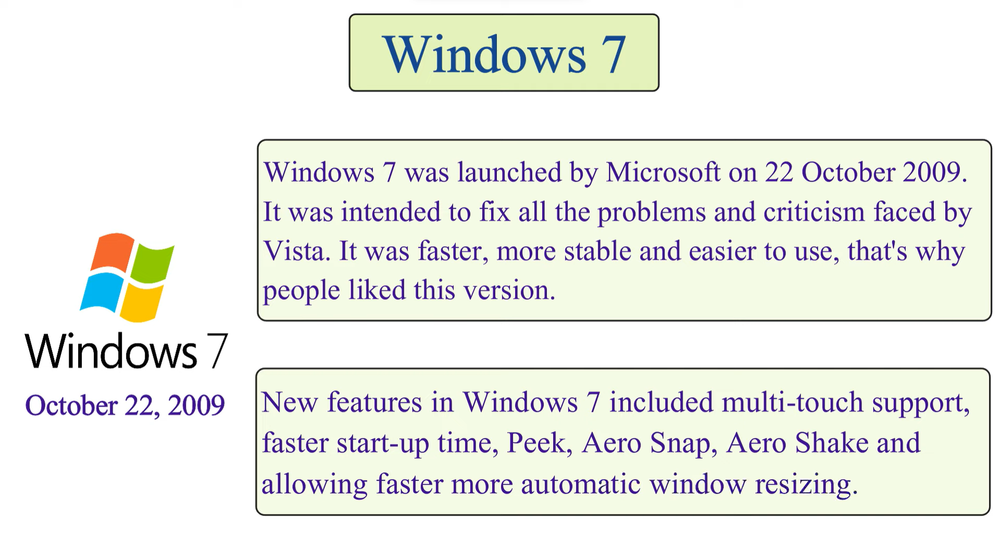 Windows 7
Windows 7 was launched by Microsoft on 22 October 2009.
It was intended to fix all the problems and criticism faced by
Vista. It was faster, more stable and easier to use, that's why
people liked this version.
Windows 7
October 22, 2009
New features in Windows 7 included multi-touch support,
faster start-up time, Peek, Aero Snap, Aero Shake and
allowing faster more automatic window resizing.